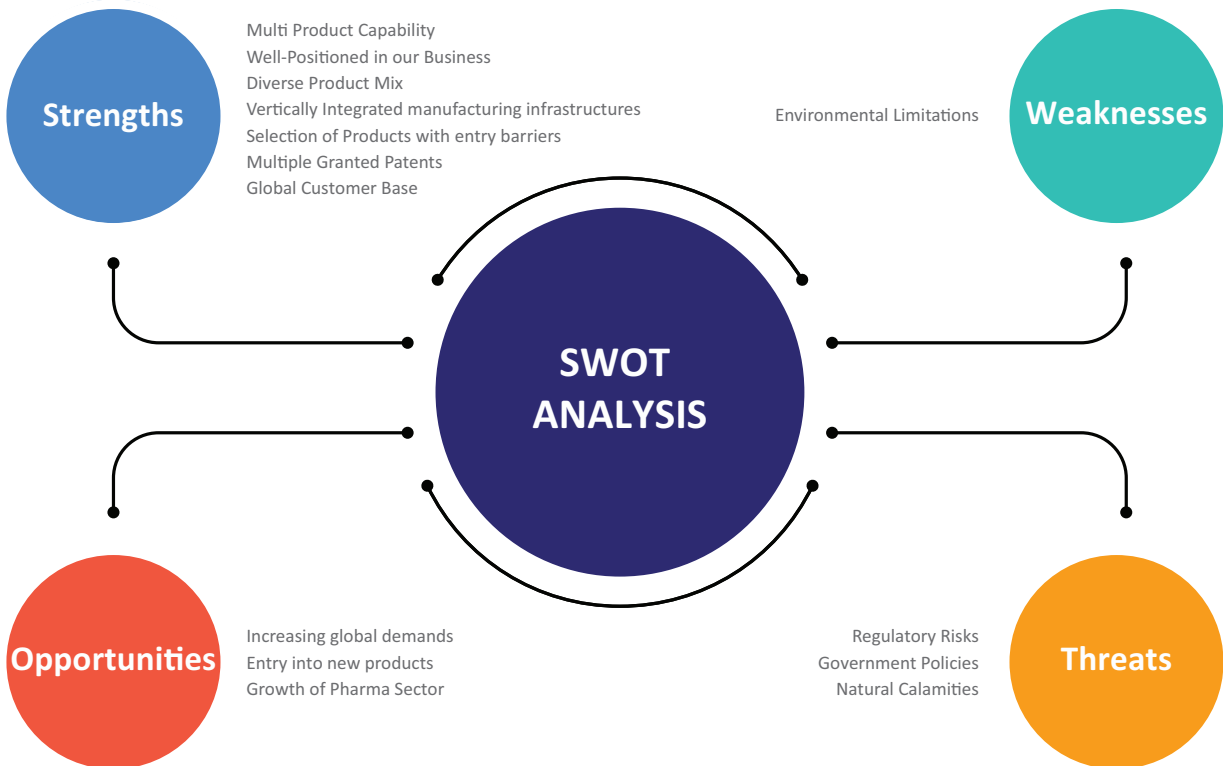 Strengths
Multi Product Capability
Well-Positioned in our Business
Diverse Product Mix
Vertically Integrated manufacturing infrastructures
Selection of Products with entry barriers
Multiple Granted Patents
Global Customer Base
Environmental Limitations
Weaknesses
SWOT
ANALYSIS
Opportunities
Increasing global demands
Entry into new products
Growth of Pharma Sector
Regulatory Risks
Government Policies
Natural Calamities
Threats